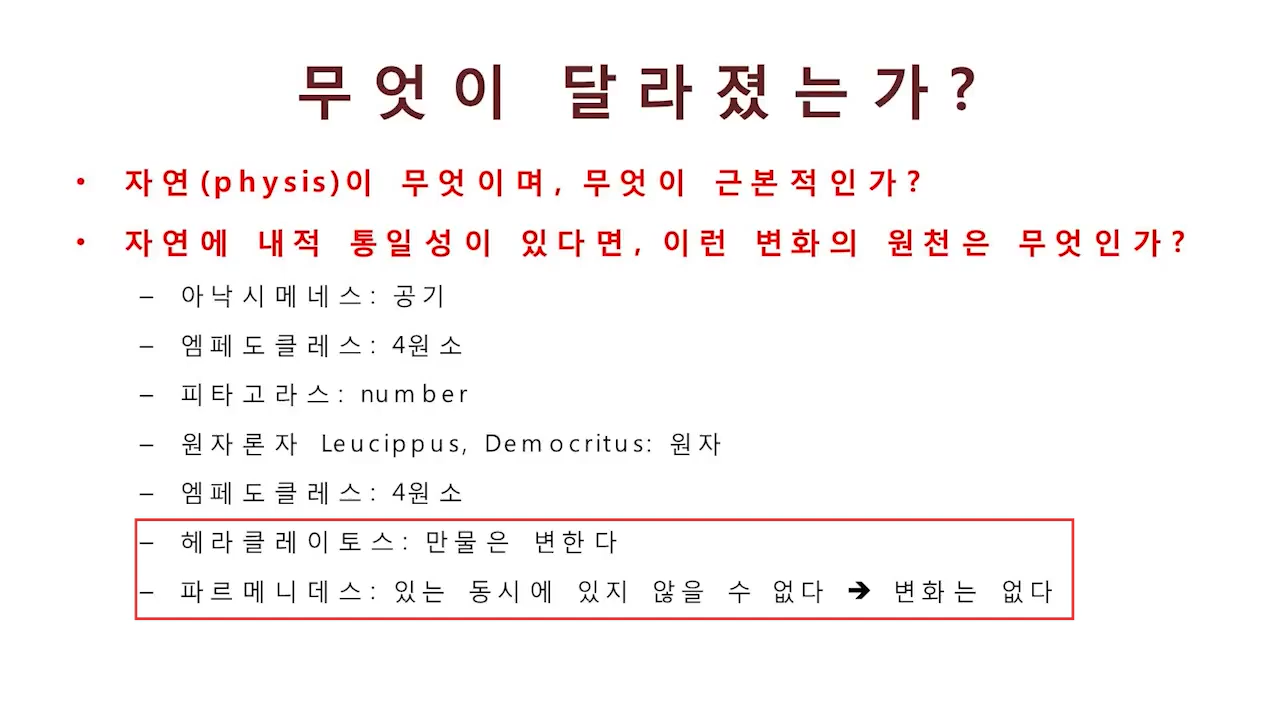 무엇이 달라졌는가?
• 자연(physis)이 무엇이며, 무엇이 근본적인가?
• 자연에 내적 통일성이 있다면, 이런 변화의 원천은 무엇인가?
– 아낙시메네스: 공기
– 엠페도클레스: 4원소
– 피타고라스: number
– 원자론자 Leucippus, Democritus: 원자
– 엠페도클레스: 4원소
– 헤라클레이토스: 만물은 변한다
– 파르메니데스: 있는 동시에 있지 않을 수 없다 ➔ 변화는 없다